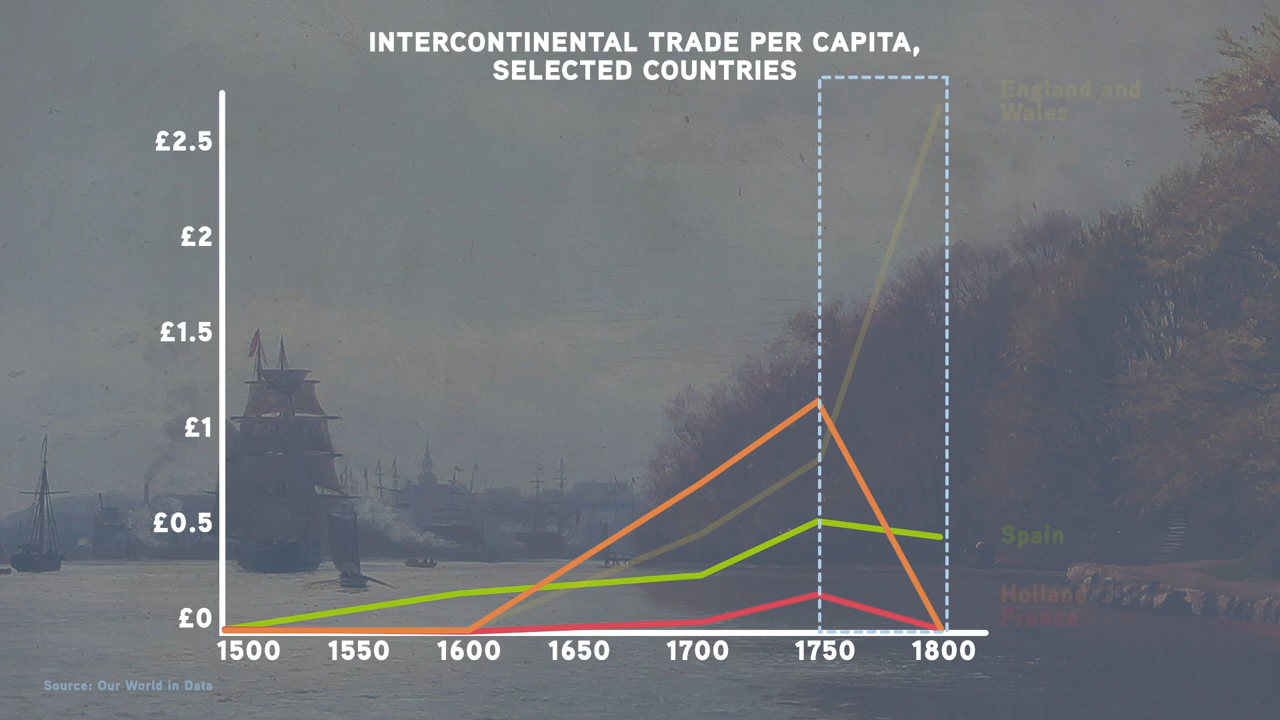 INTERCONTINENTAL TRADE PER CAPITA,
SELECTED COUNTRIES
England and
Wales
£2.5
£2
£1.5
£1
£0.5
Spain
Holland
£0
France
1500 1550 1600 1650 1700 1750 1800
Source: Our World in Data